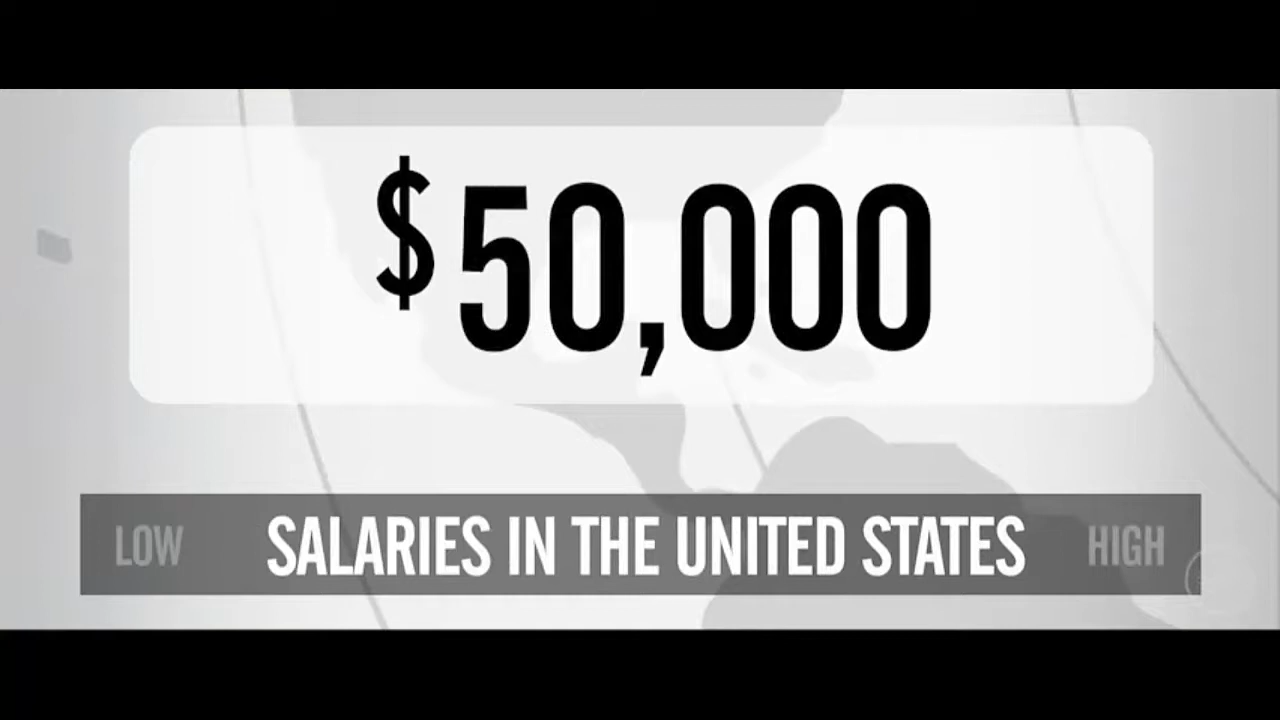 $50,000
LOW SALARIES IN THE UNITED STATES HIGH